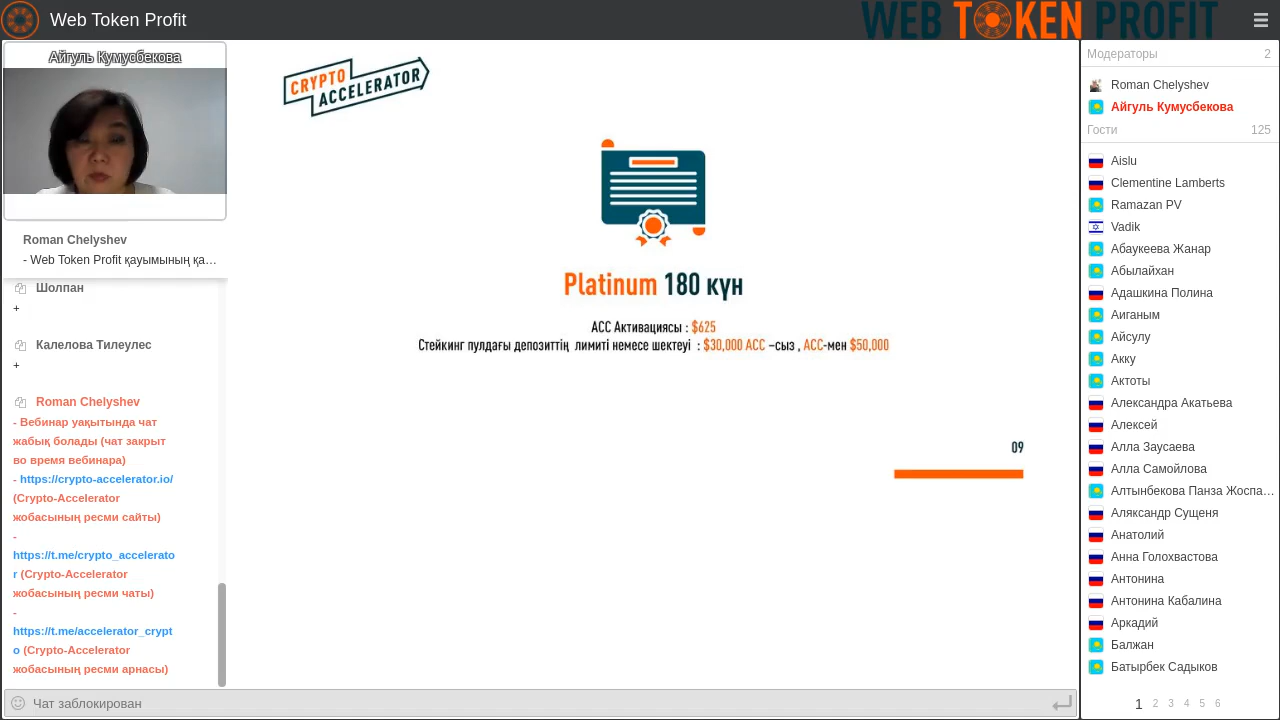 Web Token Profit
WEB TOKEN PROFIT
Айгуль Кумусбекова
Roman Chelyshev
- Web Token Profit қауымының қа…
Шолпан
+
Калелова Тилеулес
+
Roman Chelyshev
- Вебинар уақытында чат
жабық болады (чат закрыт
во время вебинара)
- https://crypto-accelerator.io/
(Crypto-Accelerator
жобасының ресми сайты)
-
https://t.me/crypto_accelerato
r (Crypto-Accelerator
жобасының ресми чаты)
-
https://t.me/accelerator_crypt
o (Crypto-Accelerator
жобасының ресми арнасы)
Чат заблокирован
CRYPTO
ACCELERATOR
Platinum 180 күн
ACC Активациясы : $625
Стейкинг пулдағы депозиттің лимиті немесе шектеуі : $30,000 ACC –сыз , ACC-мен $50,000
09
Модераторы 2
Roman Chelyshev
Айгуль Кумусбекова
Гости 125
Aislu
Clementine Lamberts
Ramazan PV
Vadik
Абаукеева Жанар
Абылайхан
Адашкина Полина
Аиганым
Айсулу
Акку
Актоты
Александра Акатьева
Алексей
Алла Заусаева
Алла Самойлова
Алтынбекова Панза Жоспа…
Аляксандр Сущеня
Анатолий
Анна Голохвастова
Антонина
Антонина Кабалина
Аркадий
Балжан
Батырбек Садыков
1 2 3 4 5 6